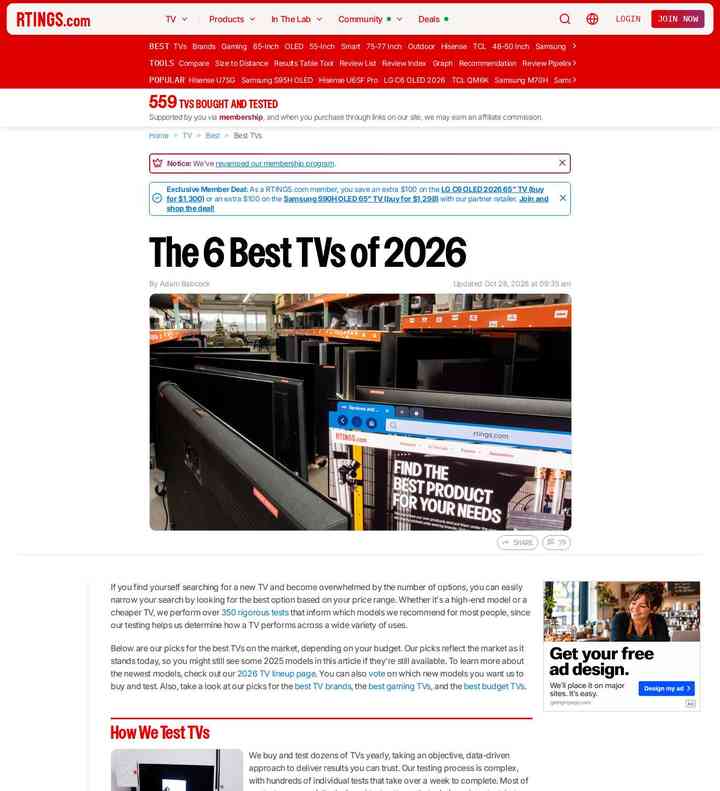 RTINGS.com
TV Products In The Lab Community Deals LOGIN JOIN NOW
BEST TVs Brands Gaming 65-Inch OLED 55-Inch Smart 75-77 Inch Outdoor Hisense TCL 48-50 Inch Samsung
TOOLS Compare Size to Distance Results Table Tool Review List Review Index Graph Recommendation Review Pipeline
POPULAR Hisense U7SG Samsung S95H OLED Hisense U6SF Pro LG C6 OLED 2026 TCL QM6K Samsung M70H Sams
559 TVS BOUGHT AND TESTED
Supported by you via membership, and when you purchase through links on our site, we may earn an affiliate commission.
Home > TV > Best > Best TVs
Notice: We've revamped our membership program.
Exclusive Member Deal: As a RTINGS.com member, you save an extra $100 on the LG C6 OLED 2026 65" TV (buy
for $1,300) or an extra $100 on the Samsung S90H OLED 65" TV (buy for $1,298) with our partner retailer. Join and
shop the deal!
The 6 Best TVs of 2026
By Adam Babcock Updated Oct 28, 2026 at 09:35 am
rtings.com
RTINGS.com
FIND THE
BEST PRODUCT
FOR YOUR NEEDS
SHARE 79
If you find yourself searching for a new TV and become overwhelmed by the number of options, you can easily
narrow your search by looking for the best option based on your price range. Whether it's a high-end model or a
cheaper TV, we perform over 350 rigorous tests that inform which models we recommend for most people, since
our testing helps us determine how a TV performs across a wide variety of uses.
Below are our picks for the best TVs on the market, depending on your budget. Our picks reflect the market as it
stands today, so you might still see some 2025 models in this article if they're still available. To learn more about
the newest models, check out our 2026 TV lineup page. You can also vote on which new models you want us to
buy and test. Also, take a look at our picks for the best TV brands, the best gaming TVs, and the best budget TVs.
Get your free
ad design.
We'll place it on major
sites. It's easy.
Design my ad
Ad
How We Test TVs
We buy and test dozens of TVs yearly, taking an objective, data-driven
approach to deliver results you can trust. Our testing process is complex,
with hundreds of individual tests that take over a week to complete. Most of